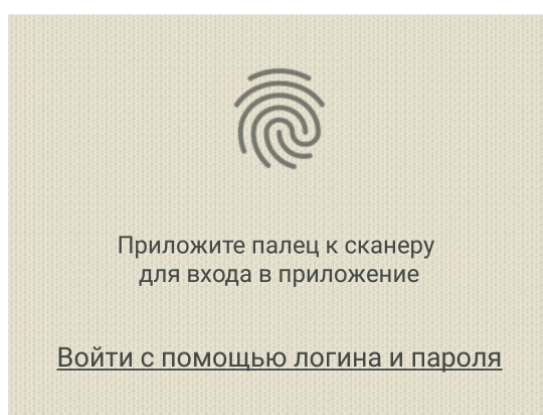 Приложите палец к сканеру
для входа в приложение
Войти с помощью логина и пароля